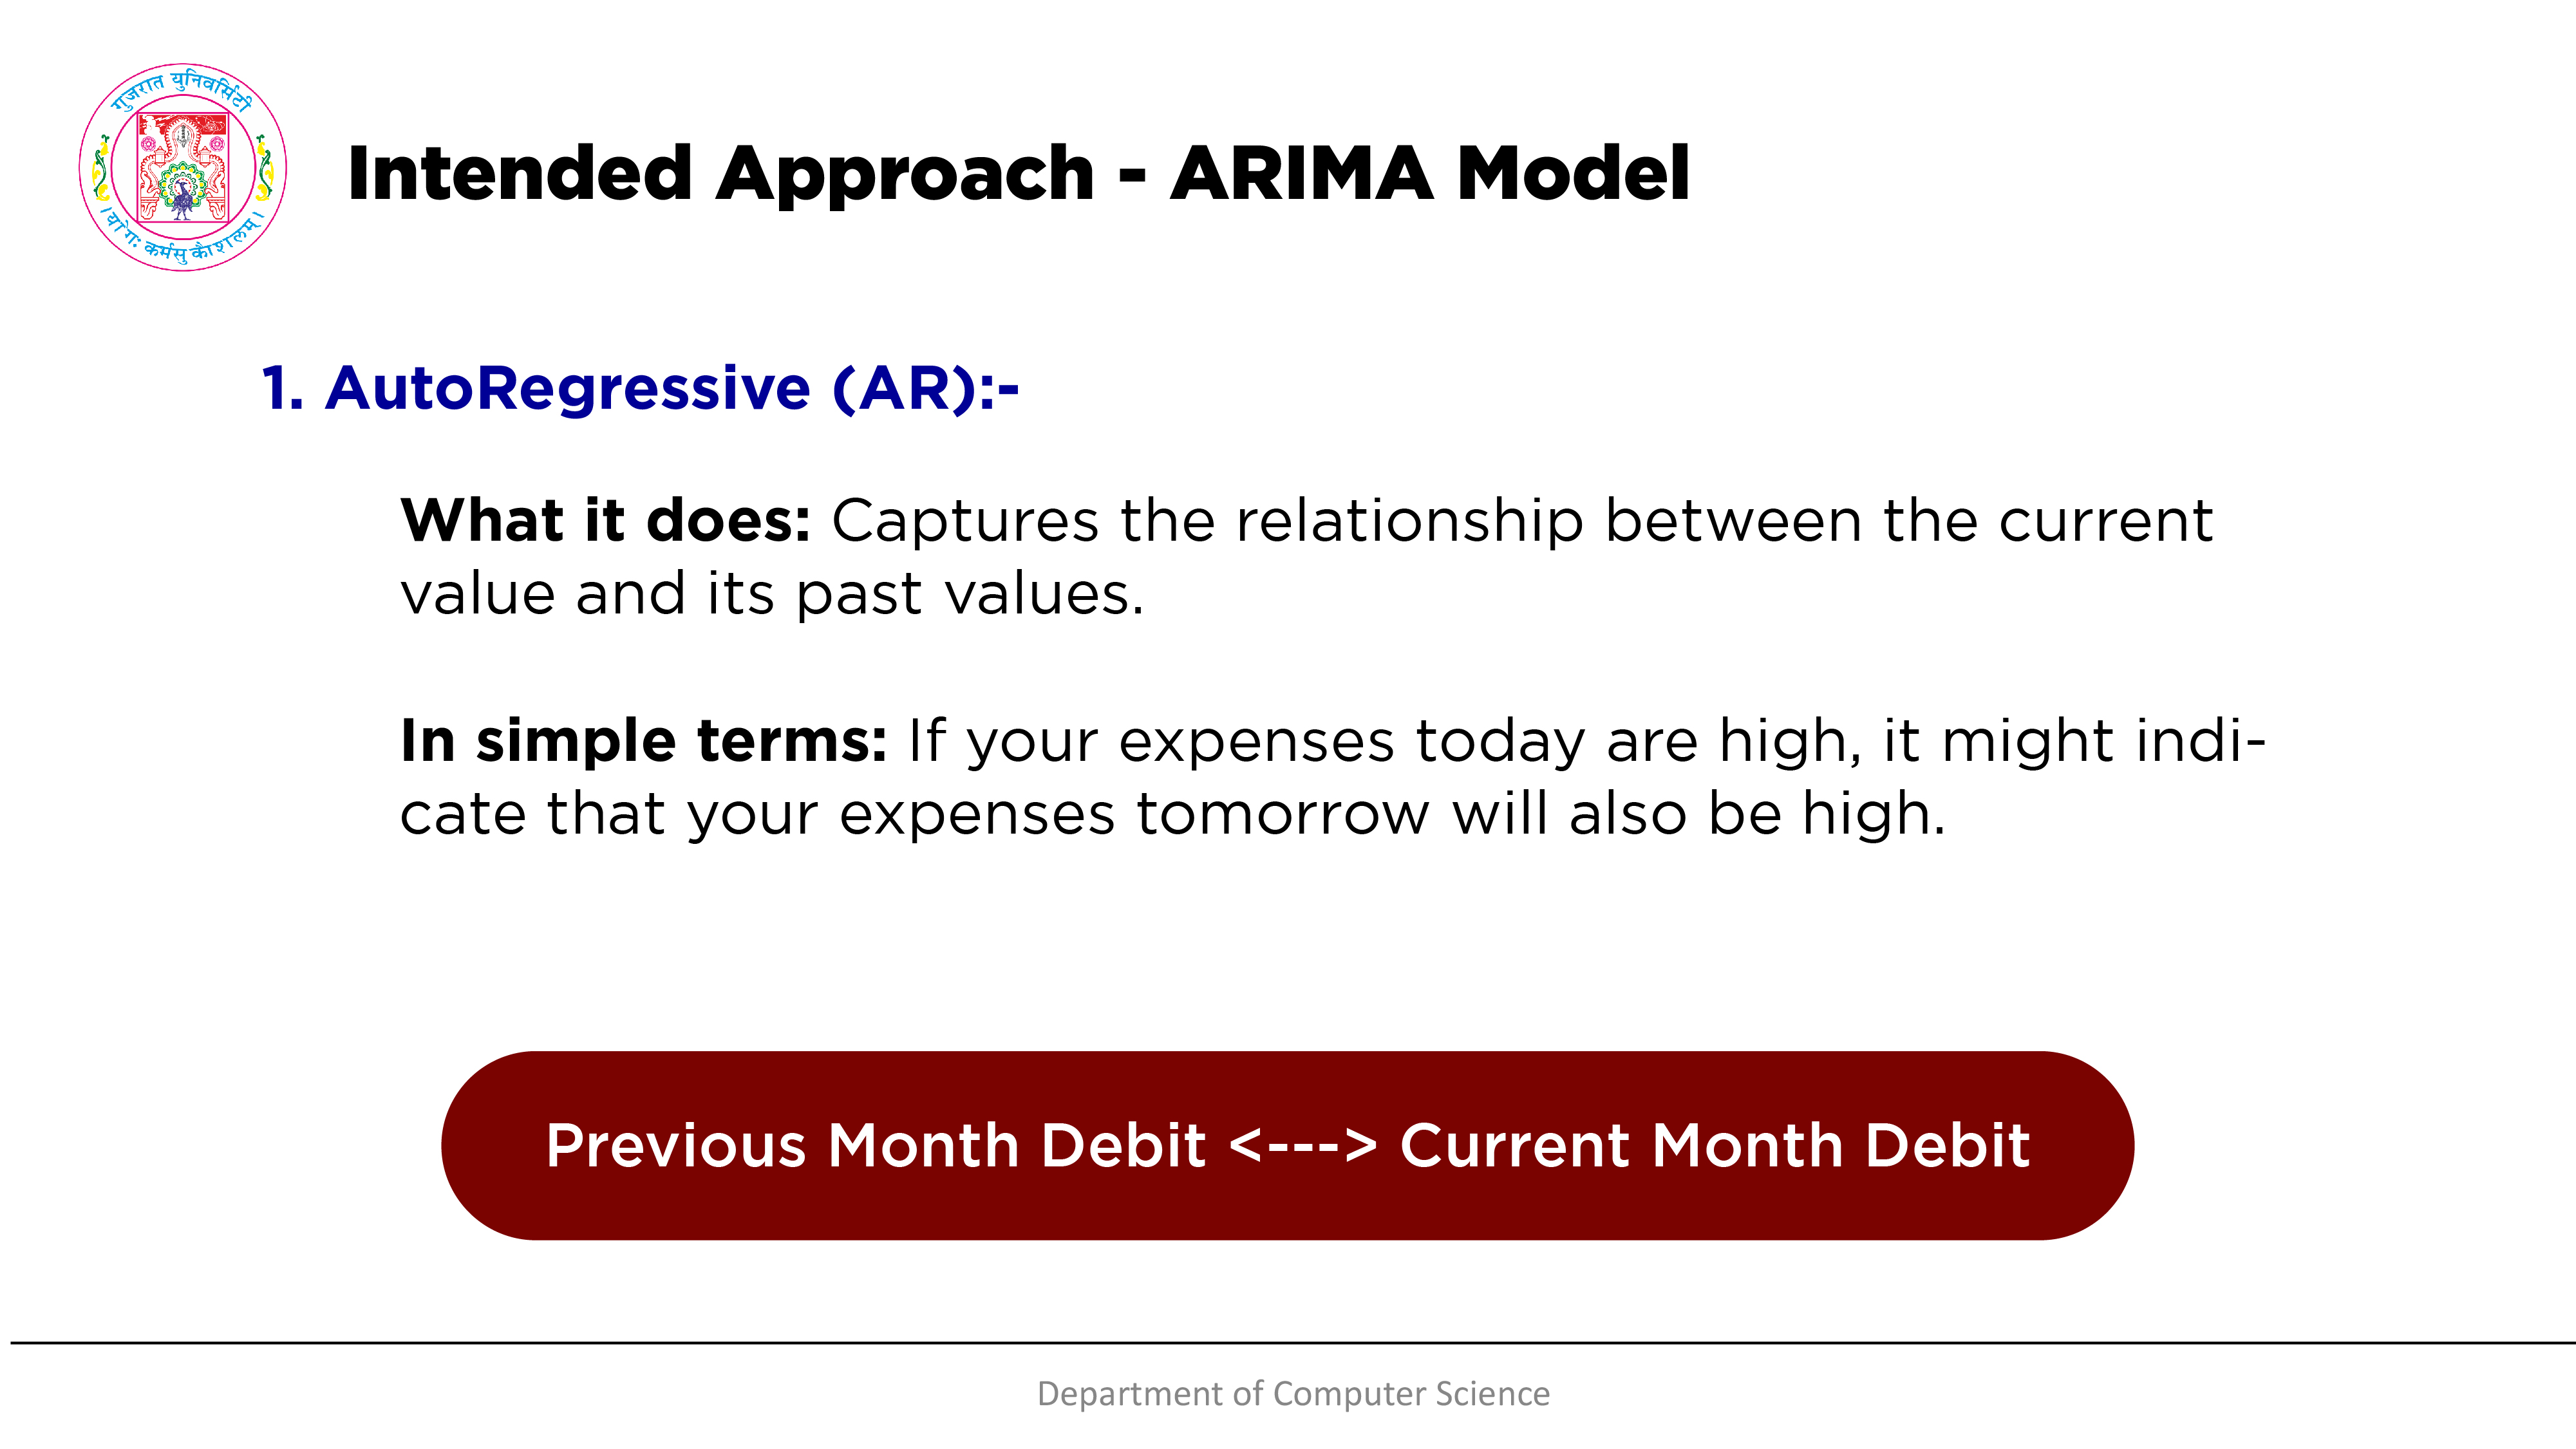 गुजरात युनिवर्सिटी
। योगः कर्मसु कौशलम् ।
Intended Approach - ARIMA Model
1. AutoRegressive (AR):-
What it does: Captures the relationship between the current
value and its past values.
In simple terms: If your expenses today are high, it might indi-
cate that your expenses tomorrow will also be high.
Previous Month Debit <---> Current Month Debit
Department of Computer Science